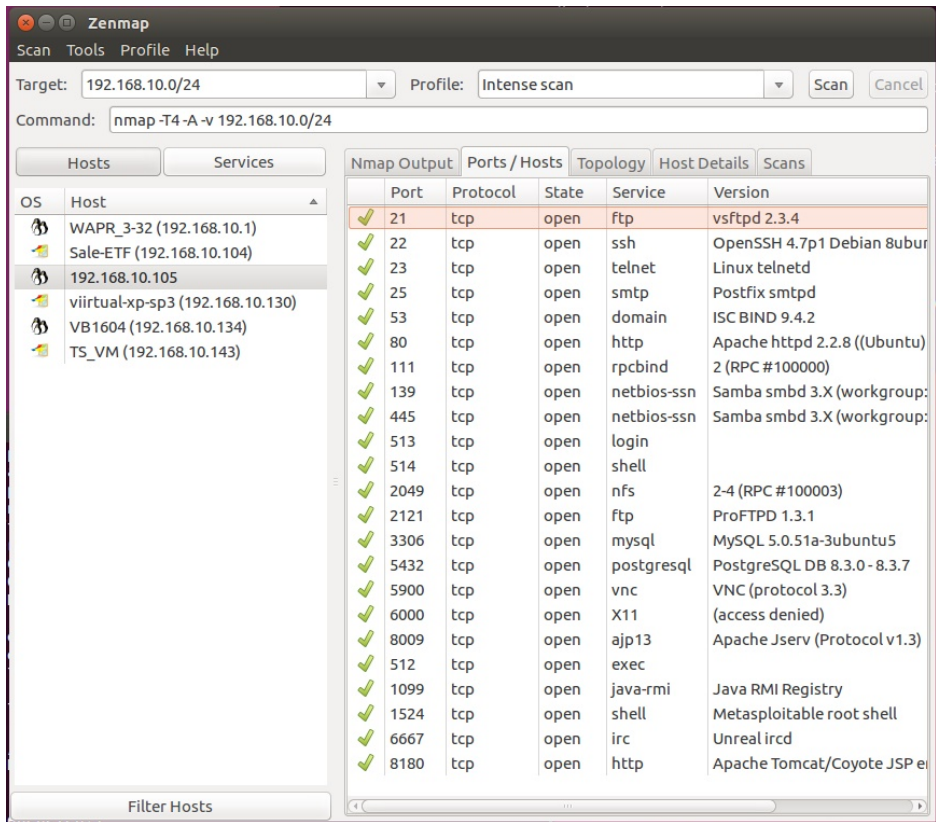 Zenmap
Scan Tools Profile Help
Target: 192.168.10.0/24 Profile: Intense scan Scan Cancel
Command: nmap -T4 -A -v 192.168.10.0/24
Hosts Services
OS Host
WAPR_3-32 (192.168.10.1)
Sale-ETF (192.168.10.104)
192.168.10.105
viirtual-xp-sp3 (192.168.10.130)
VB1604 (192.168.10.134)
TS_VM (192.168.10.143)
Filter Hosts
Nmap Output Ports / Hosts Topology Host Details Scans
Port Protocol State Service Version
21 tcp open ftp vsftpd 2.3.4
22 tcp open ssh OpenSSH 4.7p1 Debian 8ubur
23 tcp open telnet Linux telnetd
25 tcp open smtp Postfix smtpd
53 tcp open domain ISC BIND 9.4.2
80 tcp open http Apache httpd 2.2.8 ((Ubuntu)
111 tcp open rpcbind 2 (RPC #100000)
139 tcp open netbios-ssn Samba smbd 3.X (workgroup:
445 tcp open netbios-ssn Samba smbd 3.X (workgroup:
513 tcp open login
514 tcp open shell
2049 tcp open nfs 2-4 (RPC #100003)
2121 tcp open ftp ProFTPD 1.3.1
3306 tcp open mysql MySQL 5.0.51a-3ubuntu5
5432 tcp open postgresql PostgreSQL DB 8.3.0 - 8.3.7
5900 tcp open vnc VNC (protocol 3.3)
6000 tcp open X11 (access denied)
8009 tcp open ajp13 Apache Jserv (Protocol v1.3)
512 tcp open exec
1099 tcp open java-rmi Java RMI Registry
1524 tcp open shell Metasploitable root shell
6667 tcp open irc Unreal ircd
8180 tcp open http Apache Tomcat/Coyote JSP e